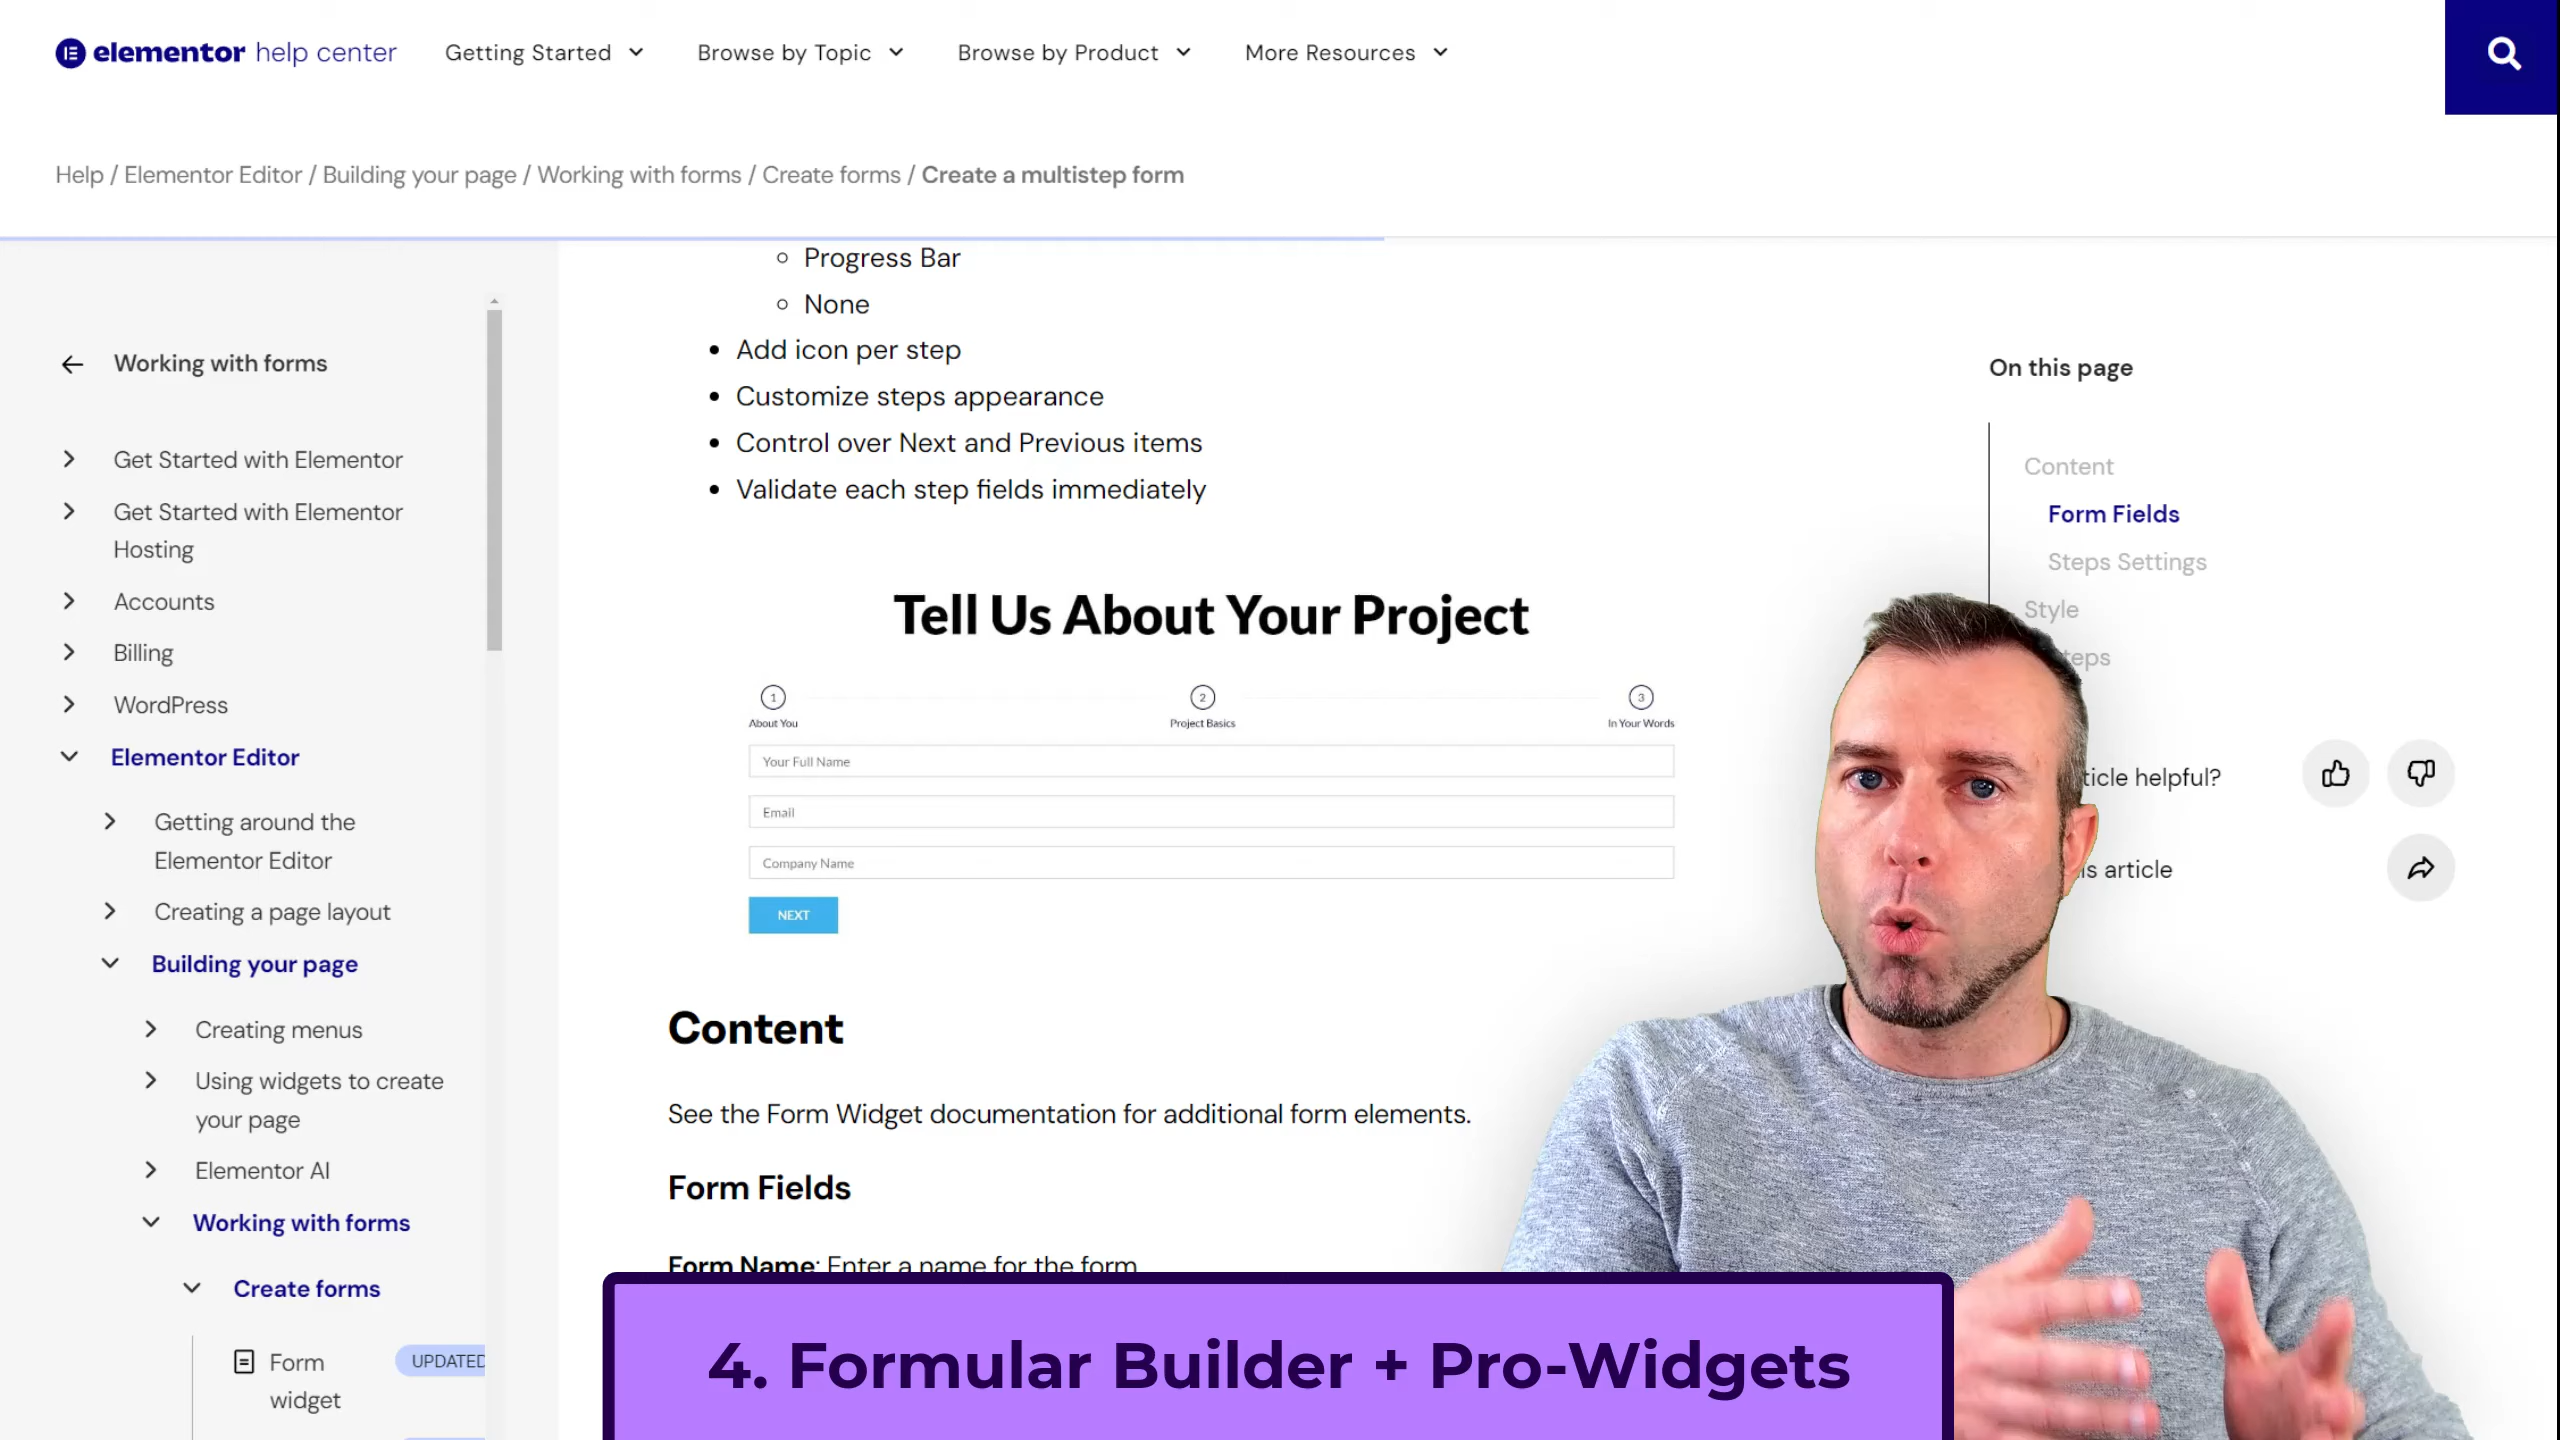 elementor help center
Getting Started
Browse by Topic
Browse by Product
More Resources
Help / Elementor Editor / Building your page / Working with forms / Create forms / Create a multistep form
Working with forms
Get Started with Elementor
Get Started with Elementor
Hosting
Accounts
Billing
WordPress
Elementor Editor
Getting around the
Elementor Editor
Creating a page layout
Building your page
Creating menus
Using widgets to create
your page
Elementor AI
Working with forms
Create forms
Form
widget
UPDATED
Progress Bar
None
Add icon per step
Customize steps appearance
Control over Next and Previous items
Validate each step fields immediately
Tell Us About Your Project
1
2
3
About You
Project Basics
In Your Words
Your Full Name
Email
Company Name
NEXT
Content
See the Form Widget documentation for additional form elements.
Form Fields
Form Name: Enter a name for the form
On this page
Content
Form Fields
Steps Settings
Style
helpful?
article
4. Formular Builder + Pro-Widgets